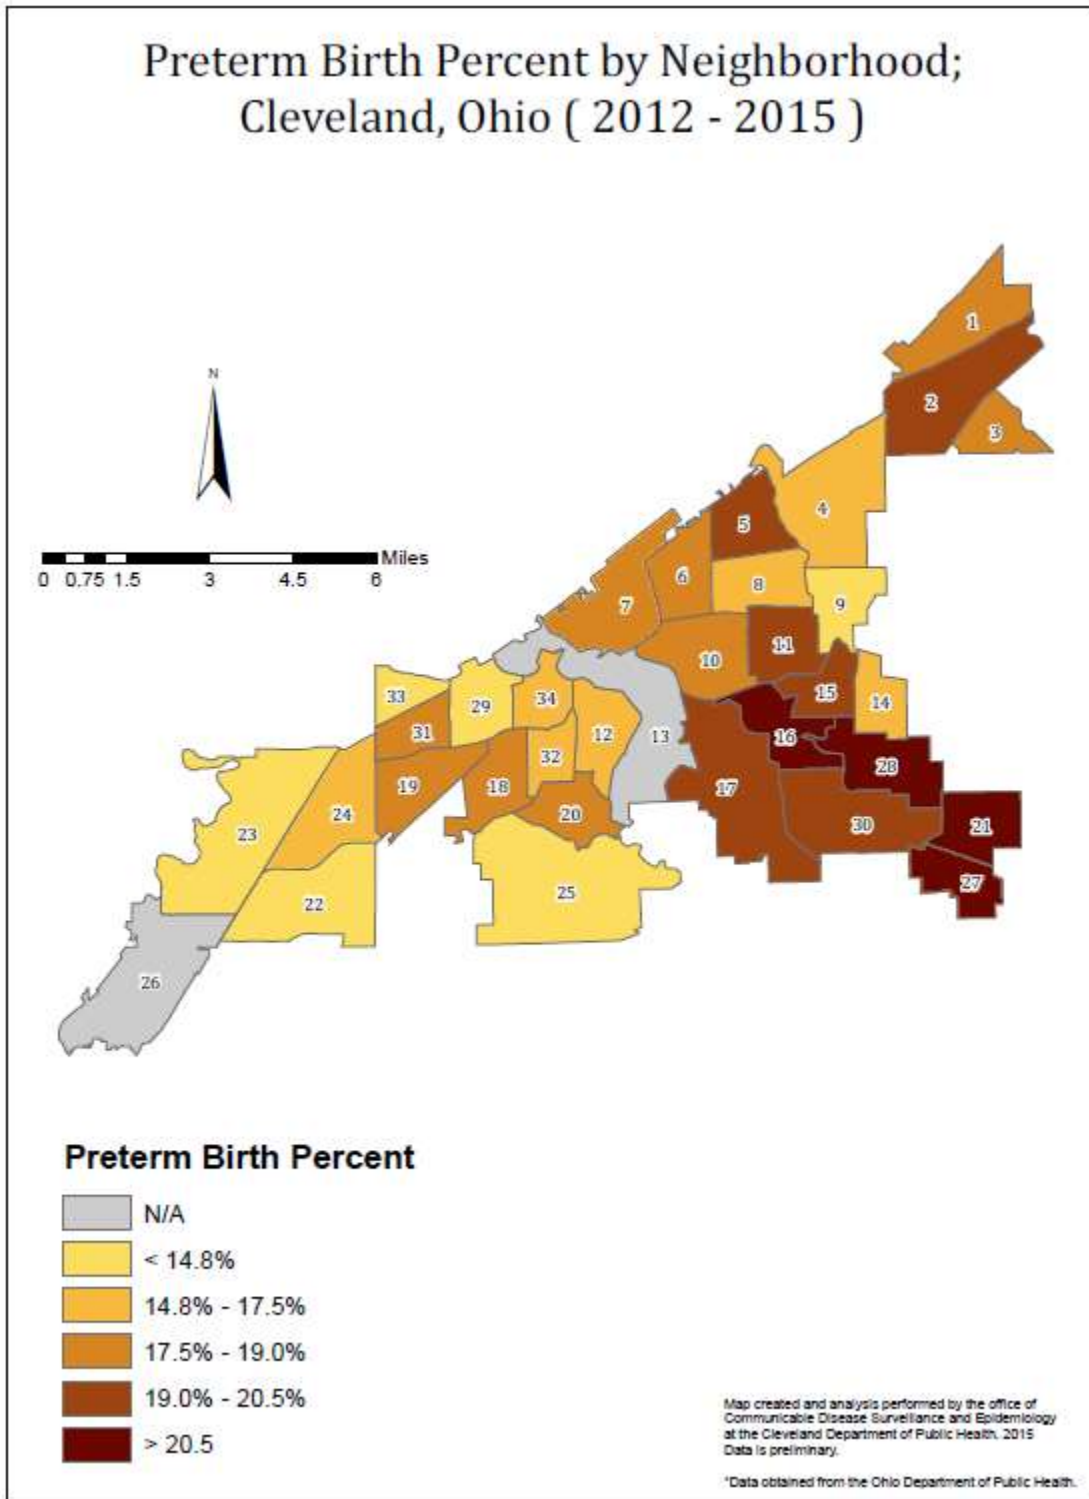 Preterm Birth Percent by Neighborhood;
Cleveland, Ohio ( 2012 - 2015 )
N
Miles
0 0.75 1.5 3 4.5 6
1
2
3
4
5
6
7
8
9
10
11
12
13
14
15
16
17
18
19
20
21
22
23
24
25
26
27
28
29
30
31
32
33
34
Preterm Birth Percent
N/A
< 14.8%
14.8% - 17.5%
17.5% - 19.0%
19.0% - 20.5%
> 20.5
Map created and analysis performed by the office of
Communicable Disease Surveillance and Epidemiology
at the Cleveland Department of Public Health, 2015
Data is preliminary.
*Data obtained from the Ohio Department of Public Health.